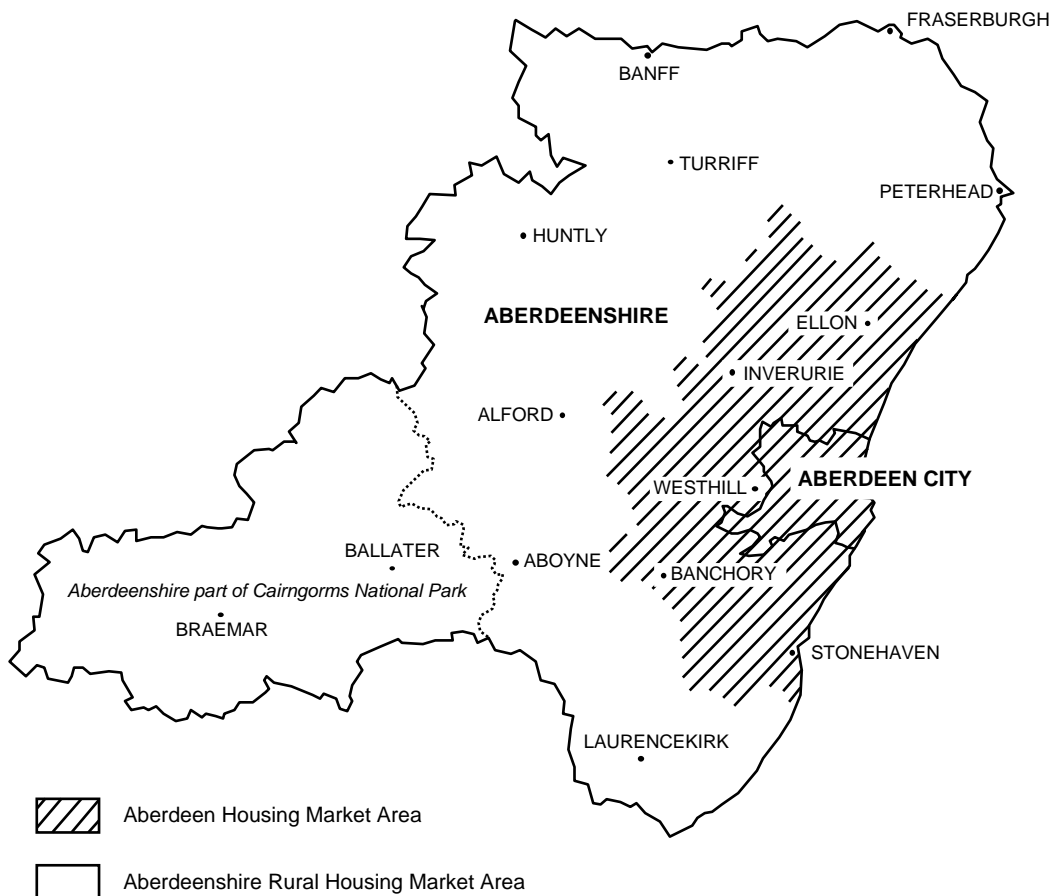 FRASERBURGH
BANFF
TURRIFF
PETERHEAD
HUNTLY
ABERDEENSHIRE
ELLON
INVERURIE
ALFORD
ABERDEEN CITY
WESTHILL
BALLATER
ABOYNE
BANCHORY
Aberdeenshire part of Cairngorms National Park
BRAEMAR
STONEHAVEN
LAURENCEKIRK
Aberdeen Housing Market Area
Aberdeenshire Rural Housing Market Area